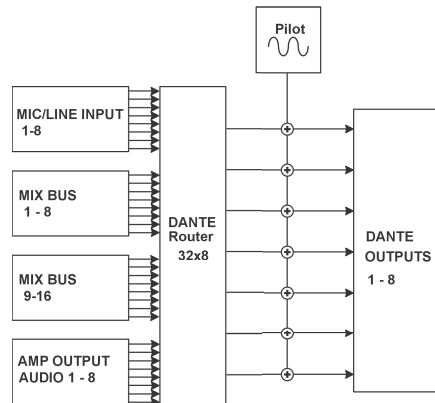 Pilot
MIC/LINE INPUT
1-8
MIX BUS
1 - 8
MIX BUS
9-16
AMP OUTPUT
AUDIO 1 - 8
DANTE
Router
32x8
DANTE
OUTPUTS
1 - 8